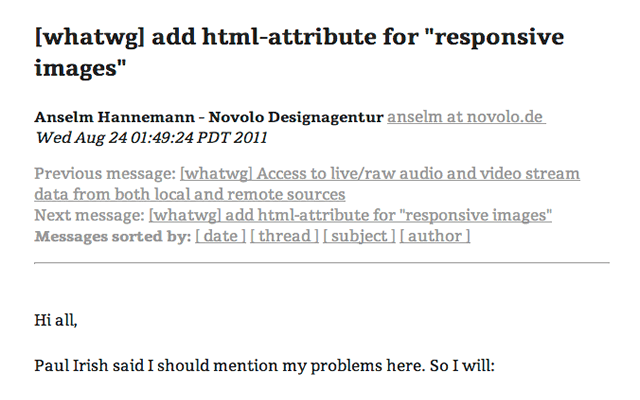 [whatwg] add html-attribute for "responsive
images"
Anselm Hannemann - Novolo Designagentur anselm at novolo.de
Wed Aug 24 01:49:24 PDT 2011
Previous message: [whatwg] Access to live/raw audio and video stream
data from both local and remote sources
Next message: [whatwg] add html-attribute for "responsive images"
Messages sorted by: [ date ] [ thread ] [ subject ] [ author ]
Hi all,
Paul Irish said I should mention my problems here. So I will: